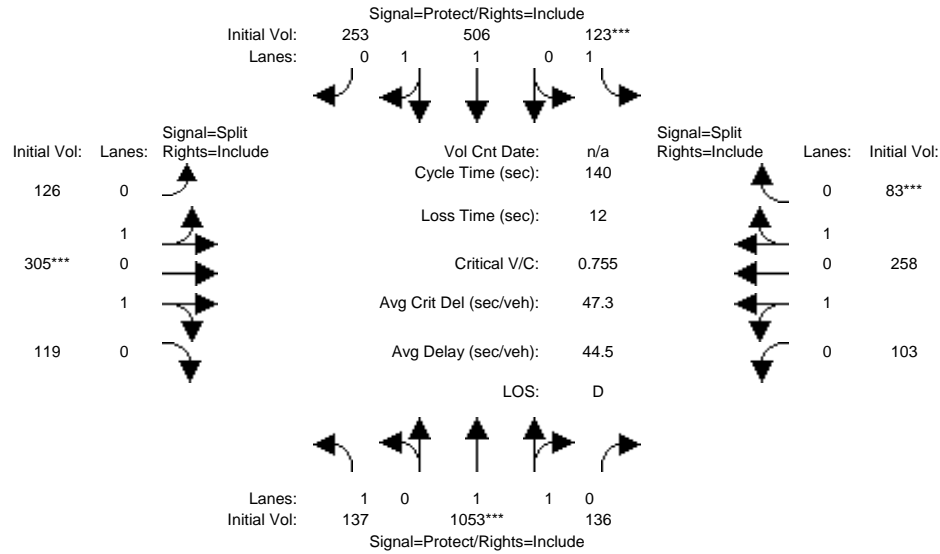 Signal=Protect/Rights=Include
Initial Vol: 253 506 123***
Lanes: 0 1 1 0 1
Signal=Split
Initial Vol: Lanes: Rights=Include
Vol Cnt Date: n/a
Signal=Split
Rights=Include Lanes: Initial Vol:
Cycle Time (sec): 140
126 0
0 83***
Loss Time (sec): 12
1
1
305*** 0
Critical V/C: 0.755
0 258
1
Avg Crit Del (sec/veh): 47.3
1
119 0
Avg Delay (sec/veh): 44.5
0 103
LOS: D
Lanes: 1 0 1 1 0
Initial Vol: 137 1053*** 136
Signal=Protect/Rights=Include